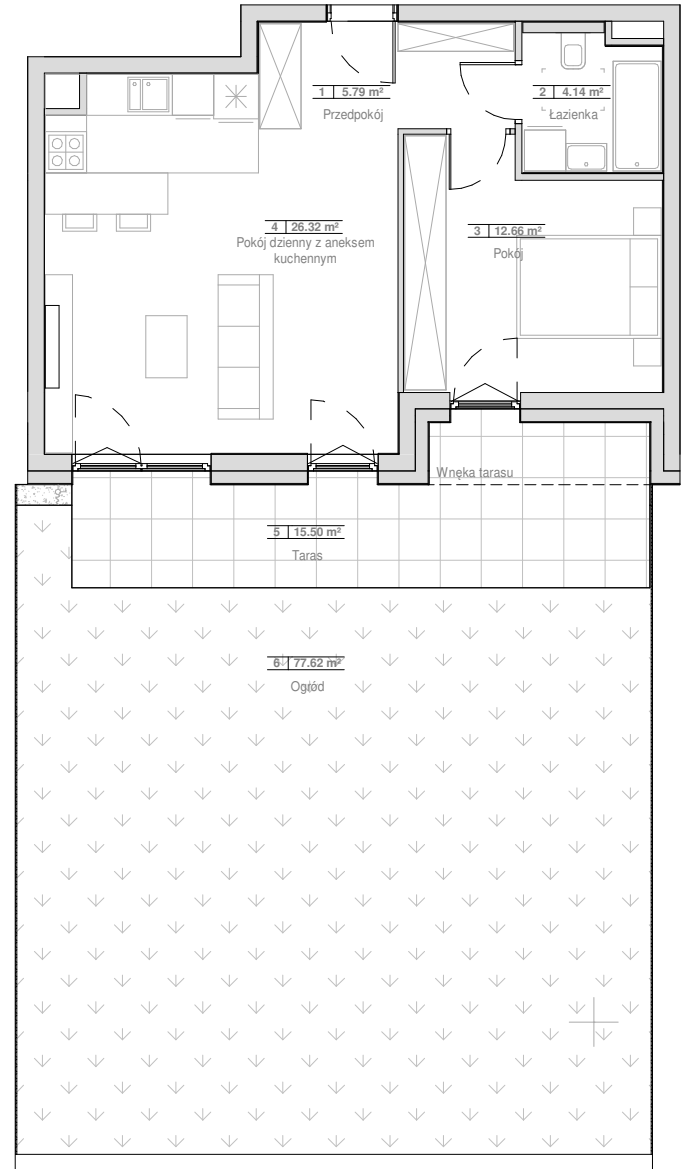 1 5.79 m²
Przedpokój
2 4.14 m²
Łazienka
4 26.32 m²
Pokój dzienny z aneksem
kuchennym
3 12.66 m²
Pokój
Wnęka tarasu
5 15.50 m²
Taras
6 77.62 m²
Ogród